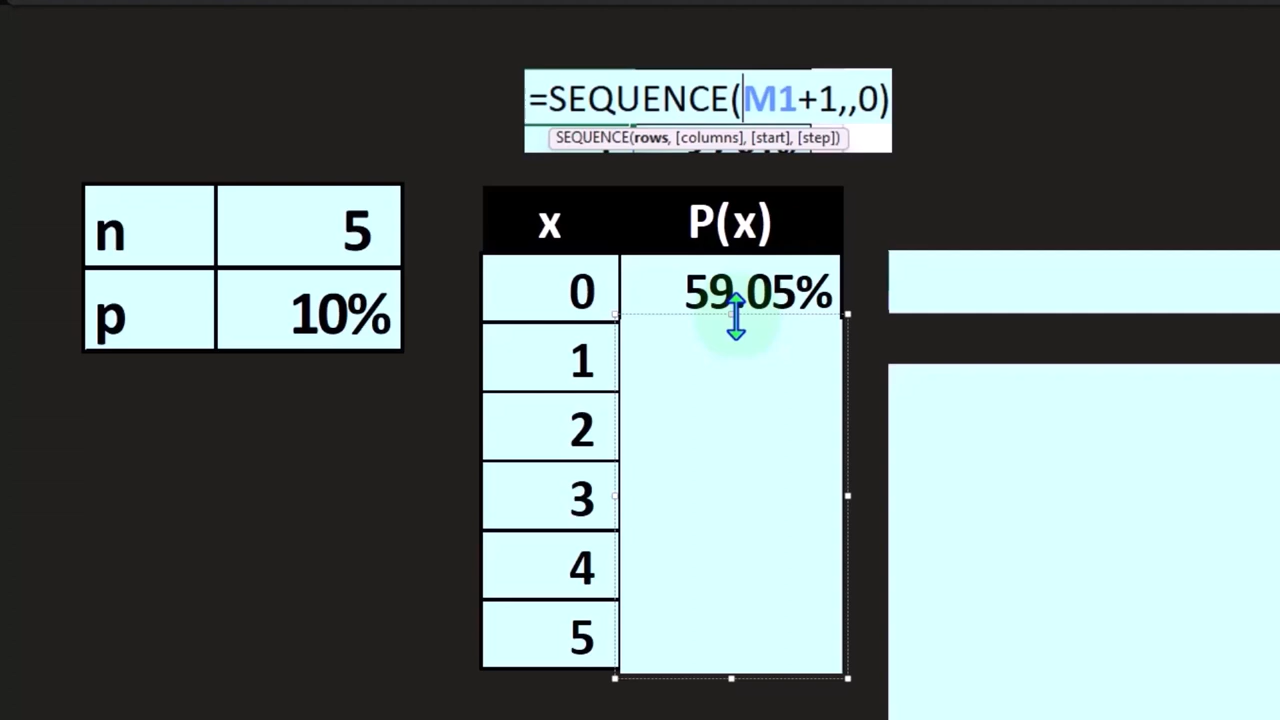 =SEQUENCE(M1+1,,0)
SEQUENCE(rows, [columns], [start], [step])
n 5
p 10%
x P(x)
0 59.05%
1
2
3
4
5